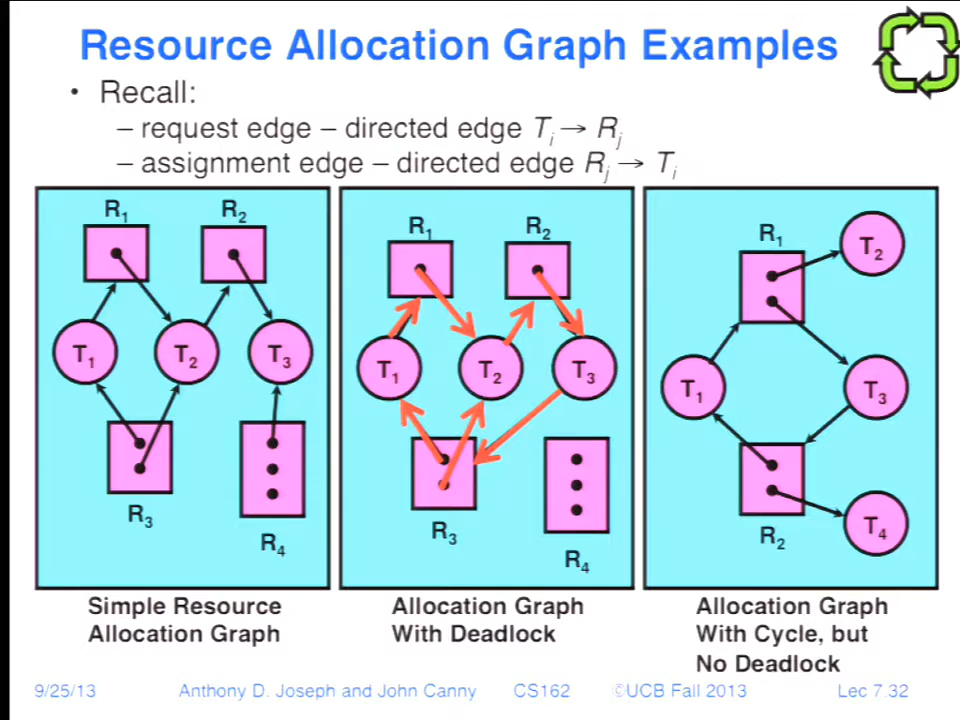 Resource Allocation Graph Examples
• Recall:
– request edge – directed edge Ti → Rj
– assignment edge – directed edge Rj → Ti
R1 R2
T1 T2 T3
R3 R4
R1 R2
T1 T2 T3
R3 R4
R1 T2
T1 T3
R2 T4
Simple Resource
Allocation Graph
Allocation Graph
With Deadlock
Allocation Graph
With Cycle, but
No Deadlock
9/25/13 Anthony D. Joseph and John Canny CS162 ©UCB Fall 2013 Lec 7.32